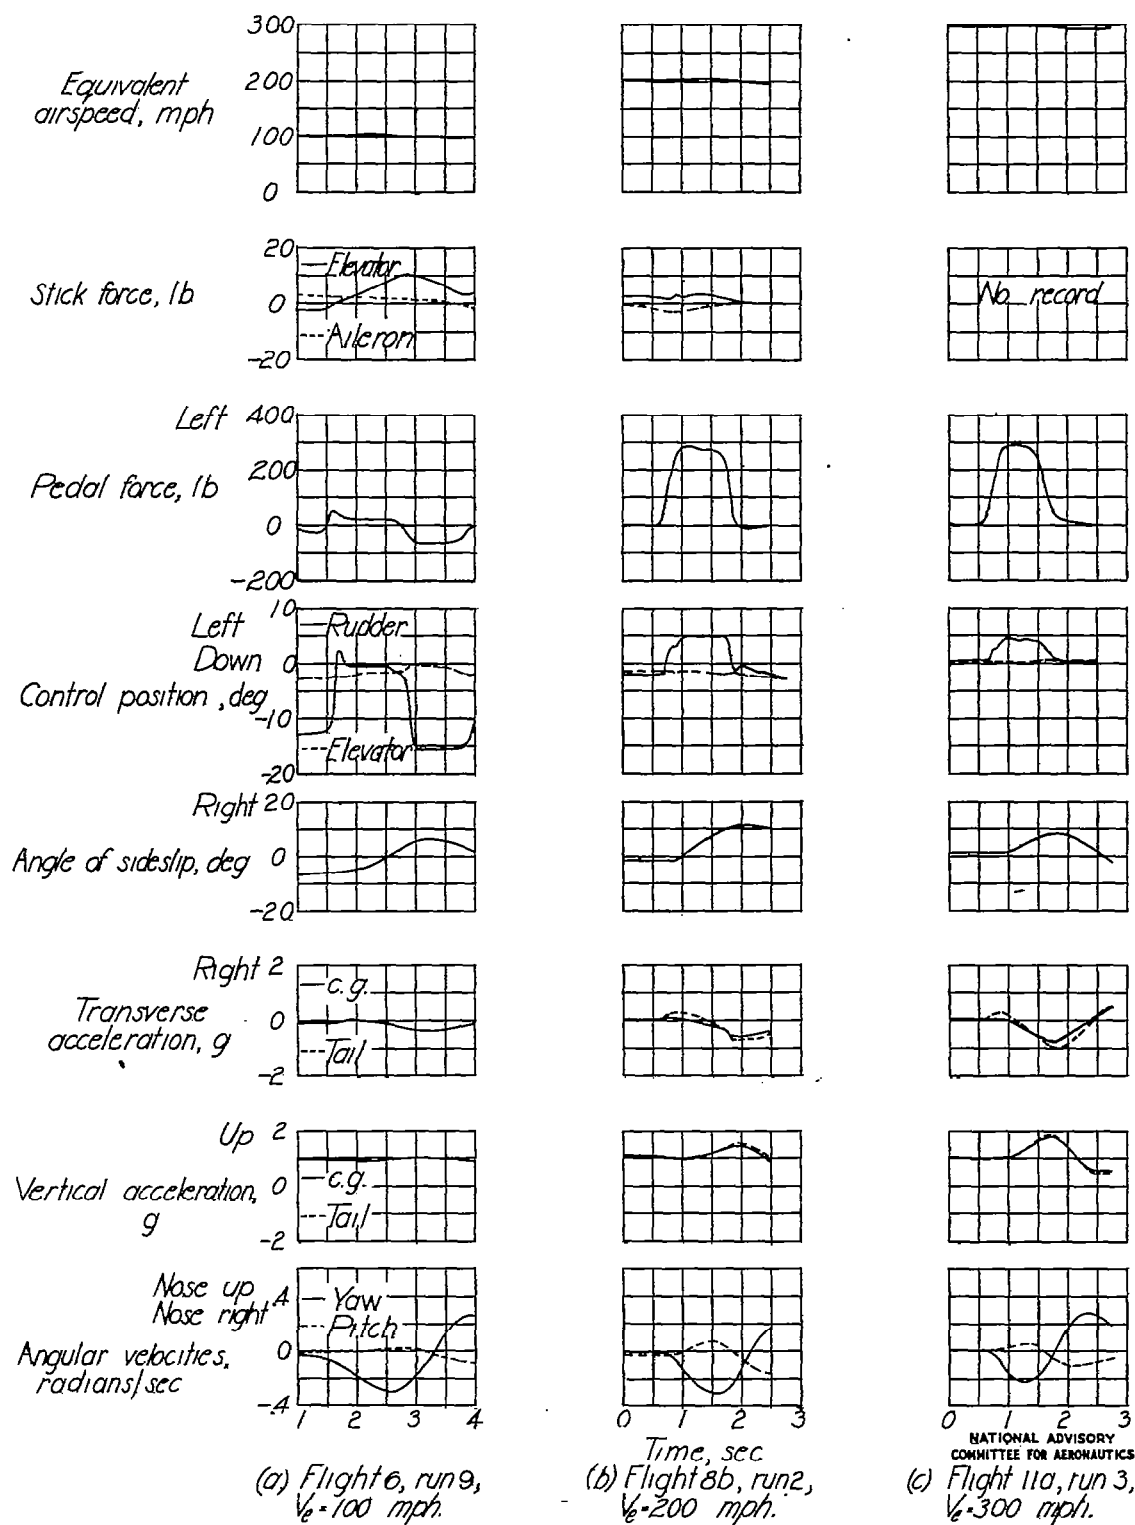 300
Equivalent 200
airspeed, mph
100
0
20
Elevator
Stick force, lb 0
Aileron
-20
No record
Left 400
200
Pedal force, lb
0
-200
10
Left Rudder
Down 0
Control position, deg
-10
Elevator
-20
Right 20
Angle of sideslip, deg 0
-20
Right 2
c.g.
Transverse 0
acceleration, g
Tail
-2
Up 2
c.g.
Vertical acceleration, 0
g
Tail
-2
Nose up .4 Yaw
Nose right Pitch
Angular velocities, 0
radians/sec
-.4
1 2 3 4
0 1 2 3
0 1 2 3
Time, sec
NATIONAL ADVISORY
COMMITTEE FOR AERONAUTICS
(a) Flight 6, run 9,
Ve=100 mph.
(b) Flight 8b, run 2,
Ve=200 mph.
(c) Flight 11a, run 3,
Ve=300 mph.